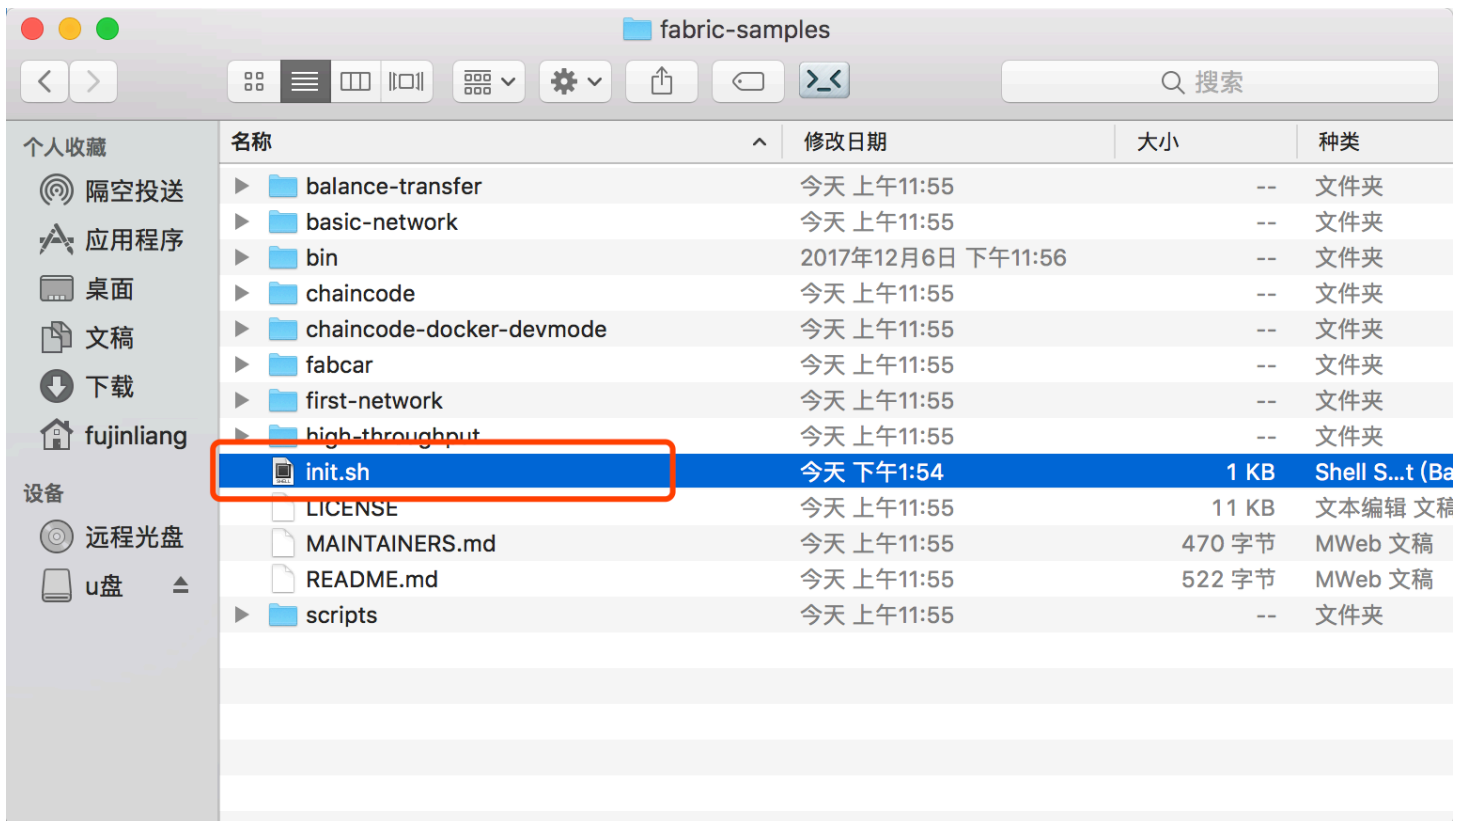 fabric-samples
搜索
个人收藏
隔空投送
应用程序
桌面
文稿
下载
fujinliang
设备
远程光盘
u盘
名称 修改日期 大小 种类
balance-transfer 今天 上午11:55 -- 文件夹
basic-network 今天 上午11:55 -- 文件夹
bin 2017年12月6日 下午11:56 -- 文件夹
chaincode 今天 上午11:55 -- 文件夹
chaincode-docker-devmode 今天 上午11:55 -- 文件夹
fabcar 今天 上午11:55 -- 文件夹
first-network 今天 上午11:55 -- 文件夹
high-throughput 今天 上午11:55 -- 文件夹
init.sh 今天 下午1:54 1 KB Shell S...t (Ba
LICENSE 今天 上午11:55 11 KB 文本编辑 文稿
MAINTAINERS.md 今天 上午11:55 470 字节 MWeb 文稿
README.md 今天 上午11:55 522 字节 MWeb 文稿
scripts 今天 上午11:55 -- 文件夹